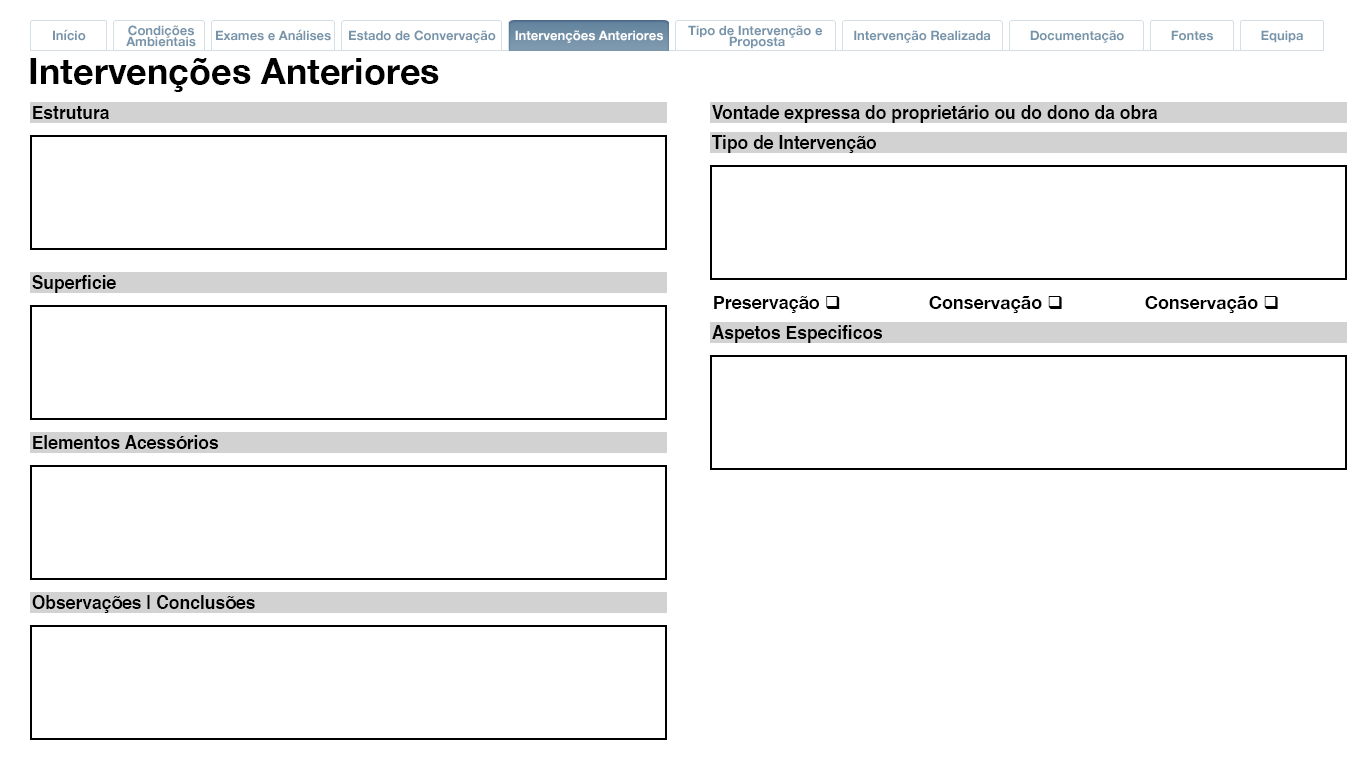 Início
Condições
Ambientais
Exames e Análises
Estado de Convervação
Intervenções Anteriores
Tipo de Intervenção e
Proposta
Intervenção Realizada
Documentação
Fontes
Equipa
Intervenções Anteriores
Estrutura
Superficie
Elementos Acessórios
Observações | Conclusões
Vontade expressa do proprietário ou do dono da obra
Tipo de Intervenção
Preservação ❑ Conservação ❑ Conservação ❑
Aspetos Especificos